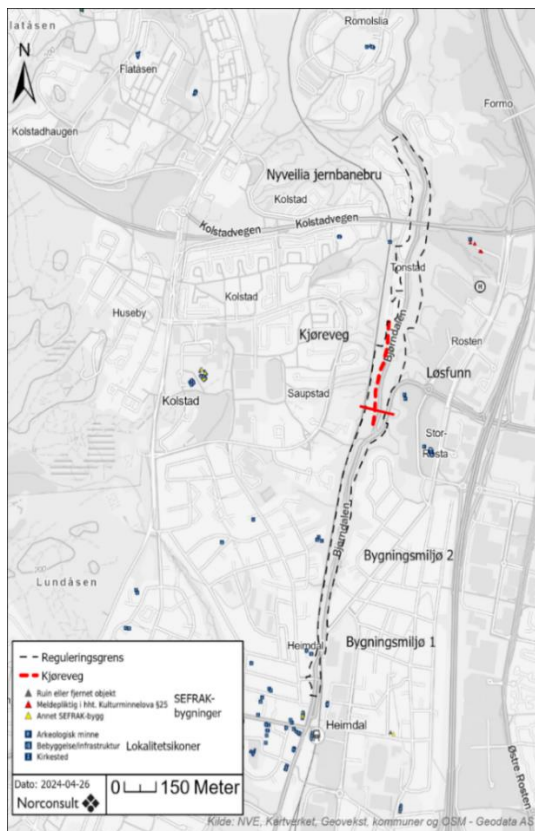 Romolslia
Flatåsen
N
Flatåsen
Formo
Kolstadhaugen
Nyveilia jernbanebru
Kolstad
Kolstadvegen
Kolstadvegen
Tonstad
Huseby
Kolstad
Kjøreveg
Bjørndalen
Rosten
Løsfunn
Saupstad
Kolstad
Stor-
Rosta
Bjørndalen
Bygningsmiljø 2
Lundåsen
Heimdal
Bygningsmiljø 1
Heimdal
Østre Rosten
Reguleringsgrens
Kjøreveg
Ruin eller fjernet objekt
Meldepliktig i hht. Kulturminnelova §25
Annet SEFRAK-bygg
SEFRAK-
bygninger
Arkeologisk minne
Bebyggelse/infrastruktur
Kirkested
Lokalitetsikoner
Dato: 2024-04-26
Norconsult
0 150 Meter
Kilde: NVE, Kartverket, Geovekst, kommuner og OSM - Geodata AS